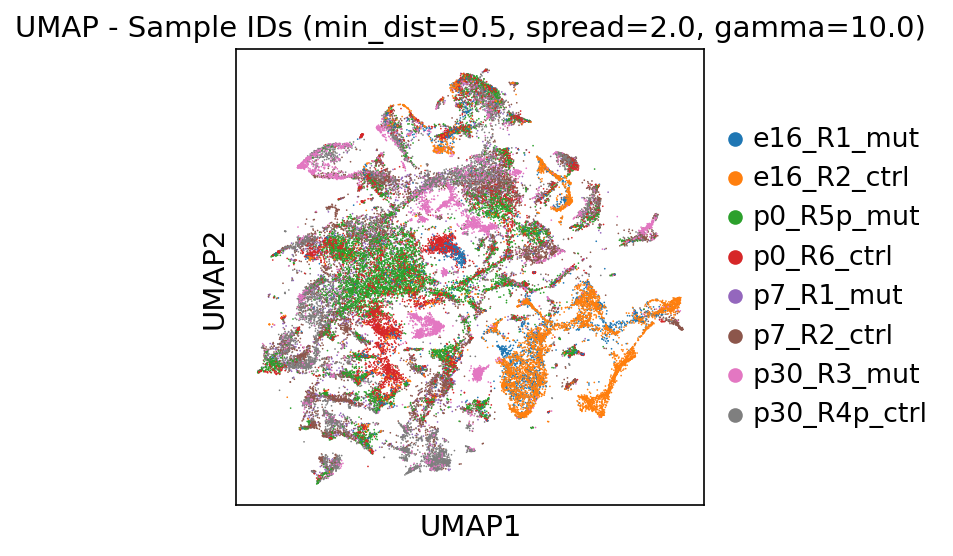 UMAP - Sample IDs (min_dist=0.5, spread=2.0, gamma=10.0)
UMAP2
UMAP1
e16_R1_mut
e16_R2_ctrl
p0_R5p_mut
p0_R6_ctrl
p7_R1_mut
p7_R2_ctrl
p30_R3_mut
p30_R4p_ctrl